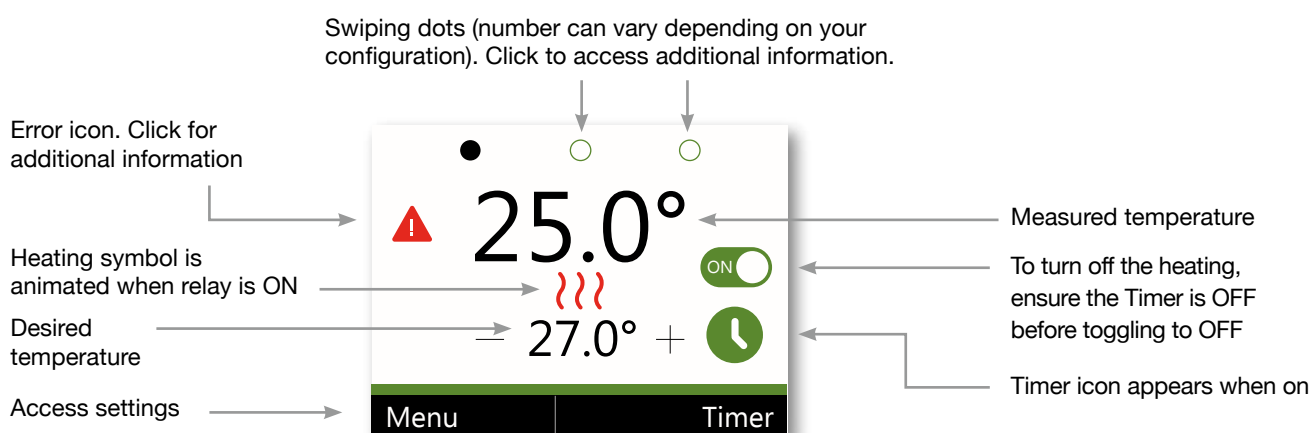 Swiping dots (number can vary depending on your
configuration). Click to access additional information.
Error icon. Click for
additional information
25.0°
Measured temperature
Heating symbol is
animated when relay is ON
ON
To turn off the heating,
ensure the Timer is OFF
before toggling to OFF
Desired
temperature
− 27.0° +
Timer icon appears when on
Access settings
Menu
Timer